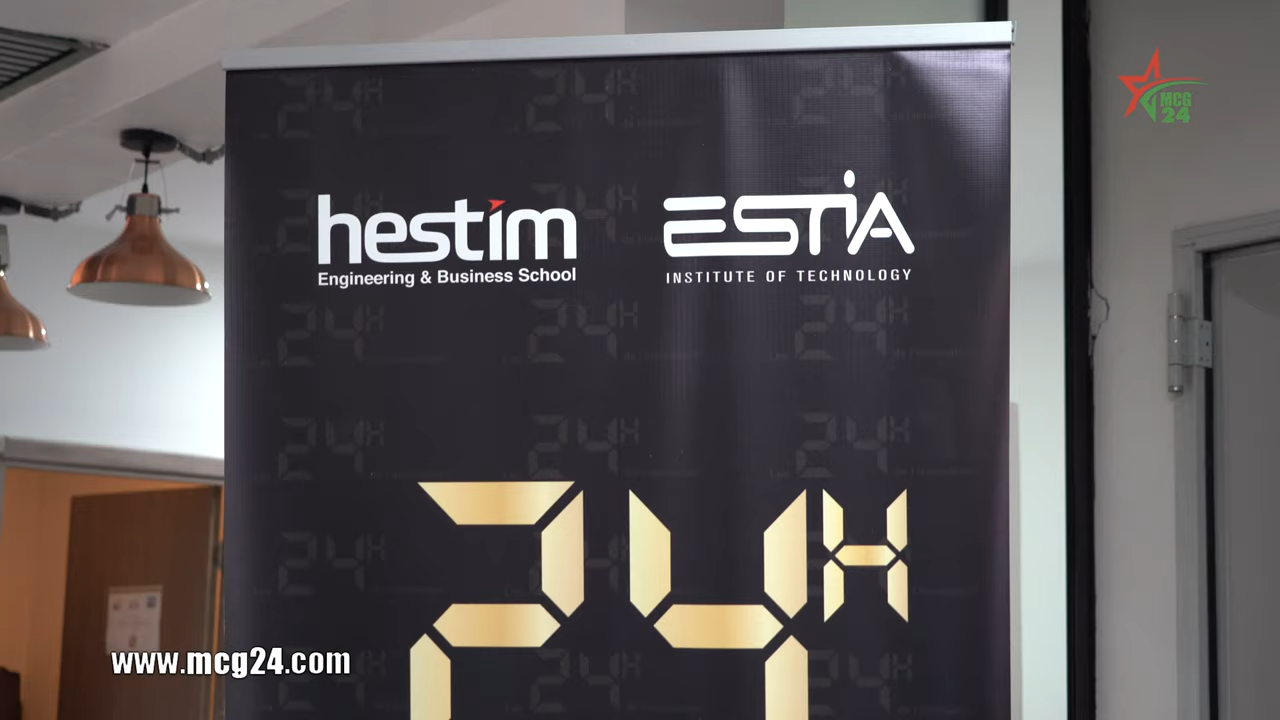 MCG
24
hestim
Engineering & Business School
ESTIA
INSTITUTE OF TECHNOLOGY
24H
www.mcg24.com